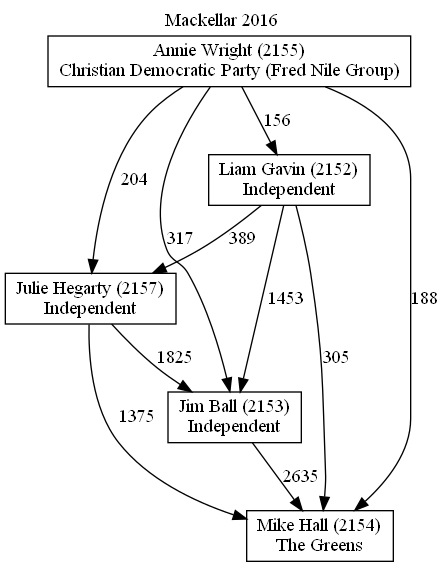 Mackellar 2016
Annie Wright (2155)
Christian Democratic Party (Fred Nile Group)
156
Liam Gavin (2152)
Independent
204
317
389
Julie Hegarty (2157)
Independent
1453
305
188
1825
Jim Ball (2153)
Independent
1375
2635
Mike Hall (2154)
The Greens